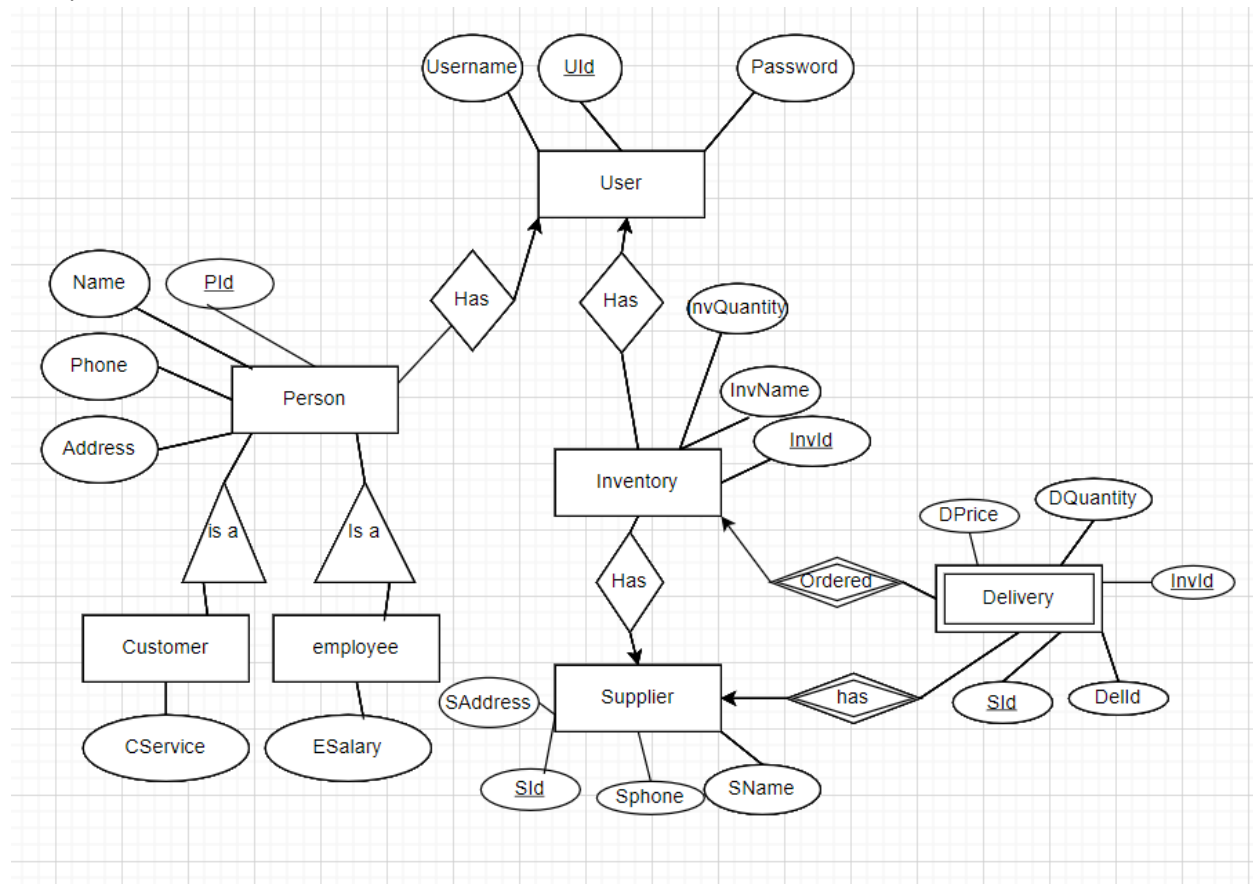 Username
UId
Password
User
Name
PId
Has
Has
InvQuantity
Phone
Person
InvName
Address
InvId
Inventory
is a
Is a
DPrice
DQuantity
Has
Ordered
Delivery
InvId
Customer
employee
Supplier
has
SAddress
SId
DelId
CService
ESalary
SId
Sphone
SName